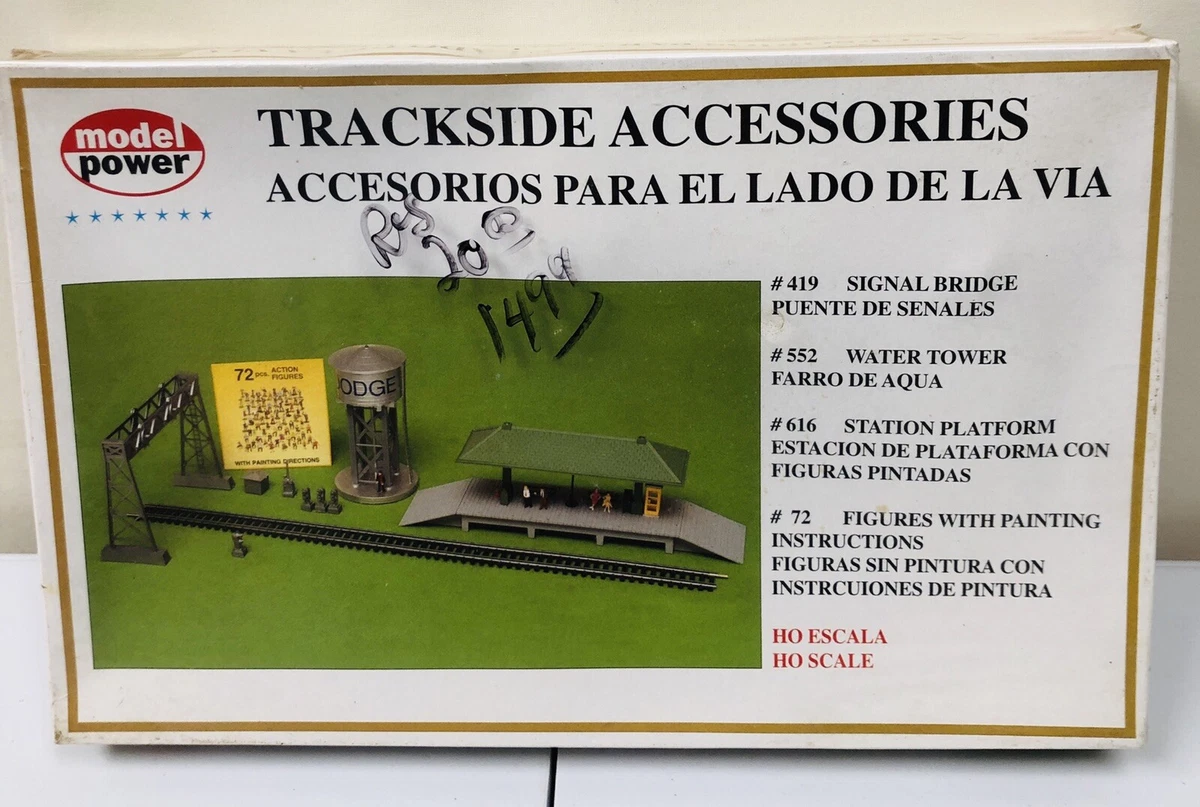 model
power
TRACKSIDE ACCESSORIES
ACCESORIOS PARA EL LADO DE LA VIA
20
1499
# 419 SIGNAL BRIDGE
PUENTE DE SENALES
# 552 WATER TOWER
FARRO DE AQUA
# 616 STATION PLATFORM
ESTACION DE PLATAFORMA CON
FIGURAS PINTADAS
# 72 FIGURES WITH PAINTING
INSTRUCTIONS
FIGURAS SIN PINTURA CON
INSTRCUIONES DE PINTURA
HO ESCALA
HO SCALE
72 pcs. ACTION
FIGURES
WITH PAINTING DIRECTIONS
ODGE